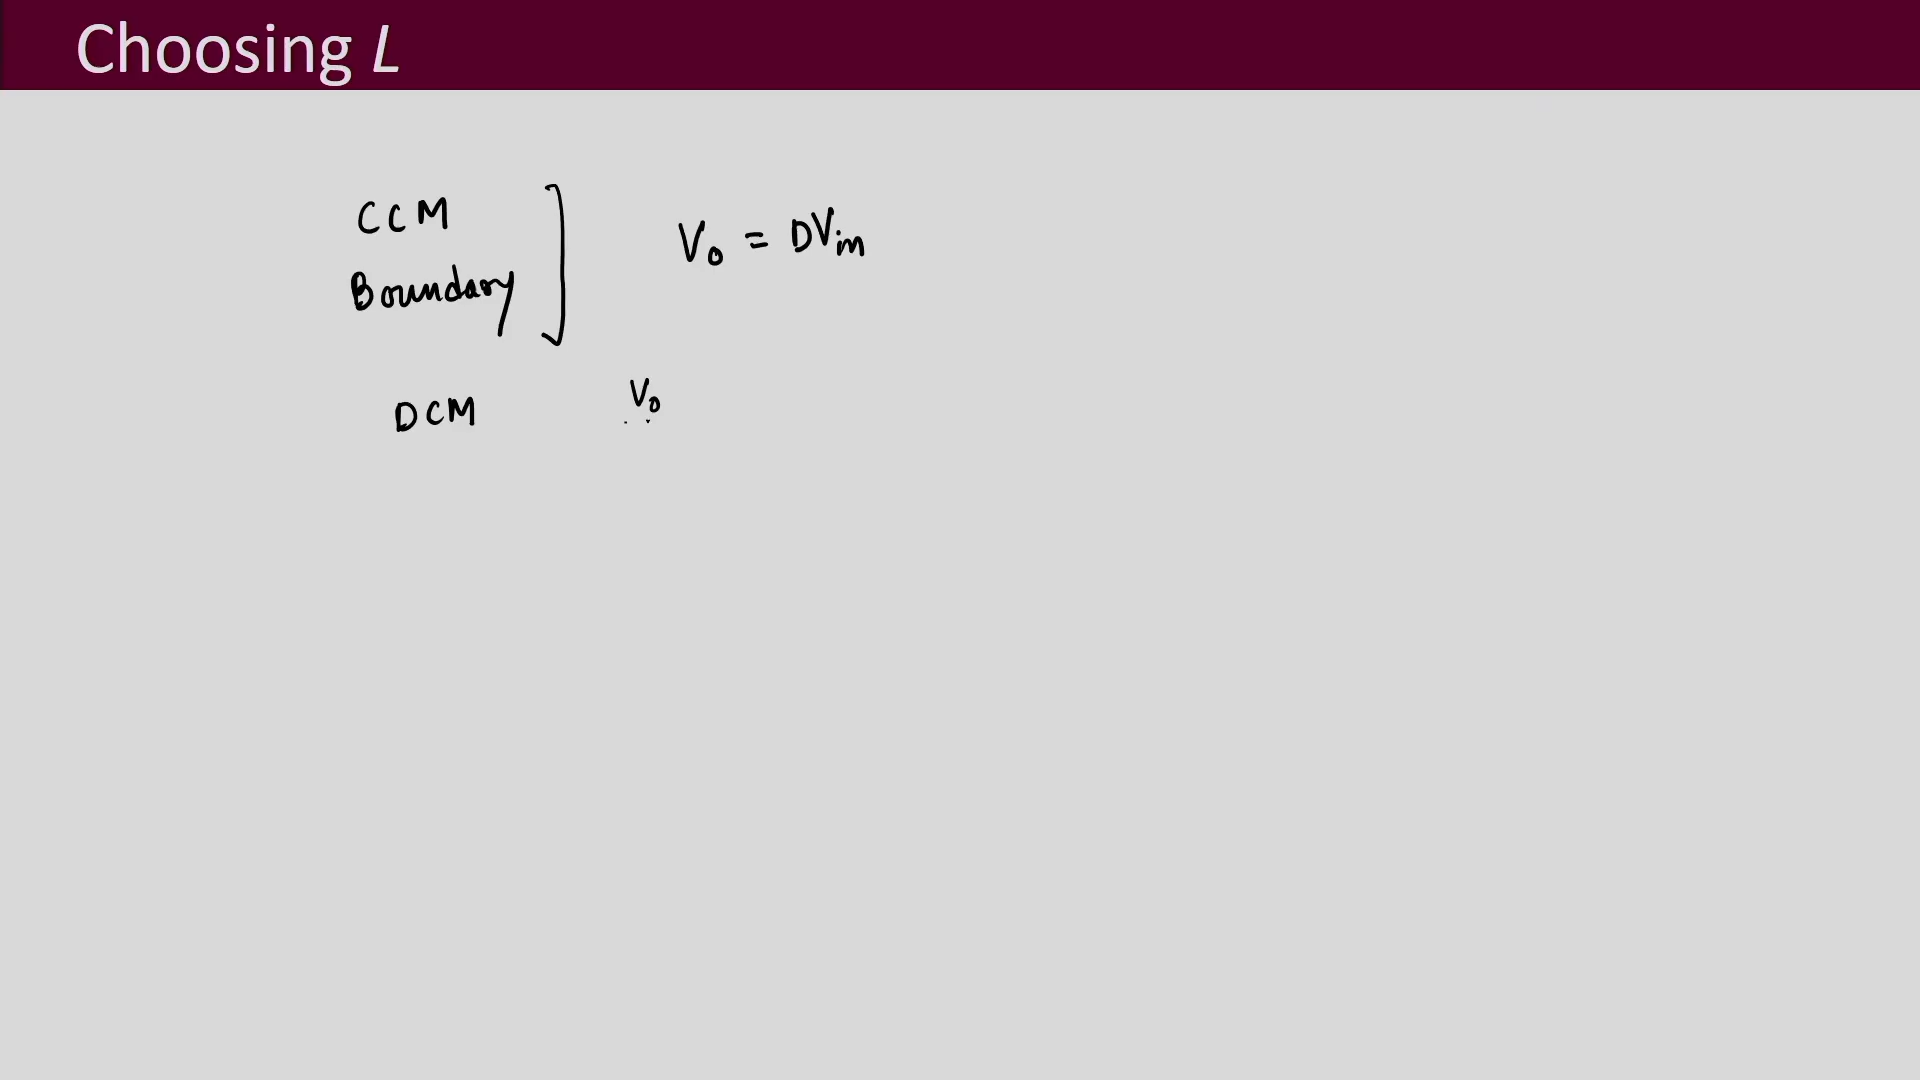 Choosing L
CCM
Boundary
V₀ = DVin
DCM V₀